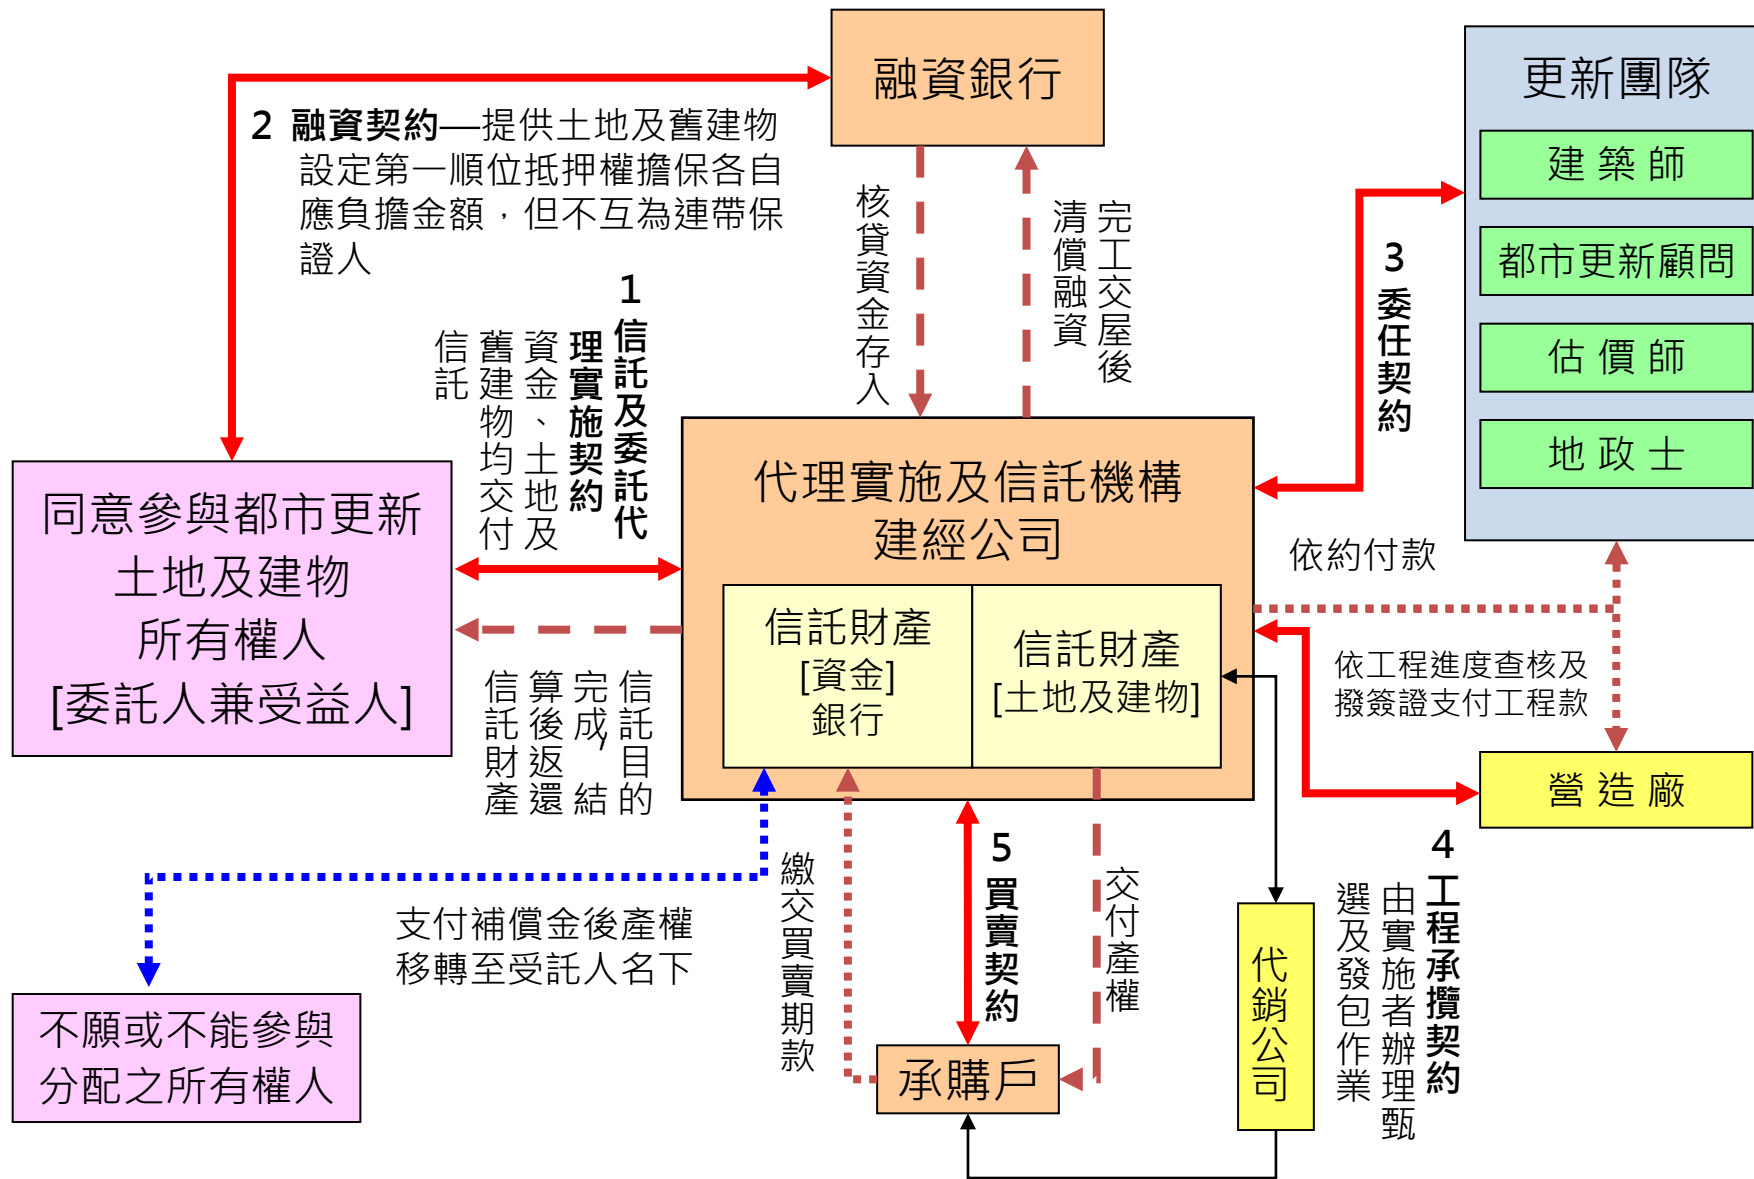 融資銀行
更新團隊
建築師
都市更新顧問
估價師
地政士
2 融資契約—提供土地及舊建物
設定第一順位抵押權擔保各自
應負擔金額，但不互為連帶保
證人
核貸資金存入
完工交屋後
清償融資
3 委任契約
1 信託及委託代
理實施契約
資金、土地及
舊建物均交付
信託
代理實施及信託機構
建經公司
同意參與都市更新
土地及建物
所有權人
[委託人兼受益人]
信託財產
[資金]
銀行
信託財產
[土地及建物]
依約付款
依工程進度查核及
撥簽證支付工程款
營造廠
信託目的
完成,結
算後返還
信託財產
支付補償金後產權
移轉至受託人名下
不願或不能參與
分配之所有權人
繳交買賣期款
5 買賣契約
交付產權
承購戶
代銷公司
4 工程承攬契約
由實施者辦理甄
選及發包作業